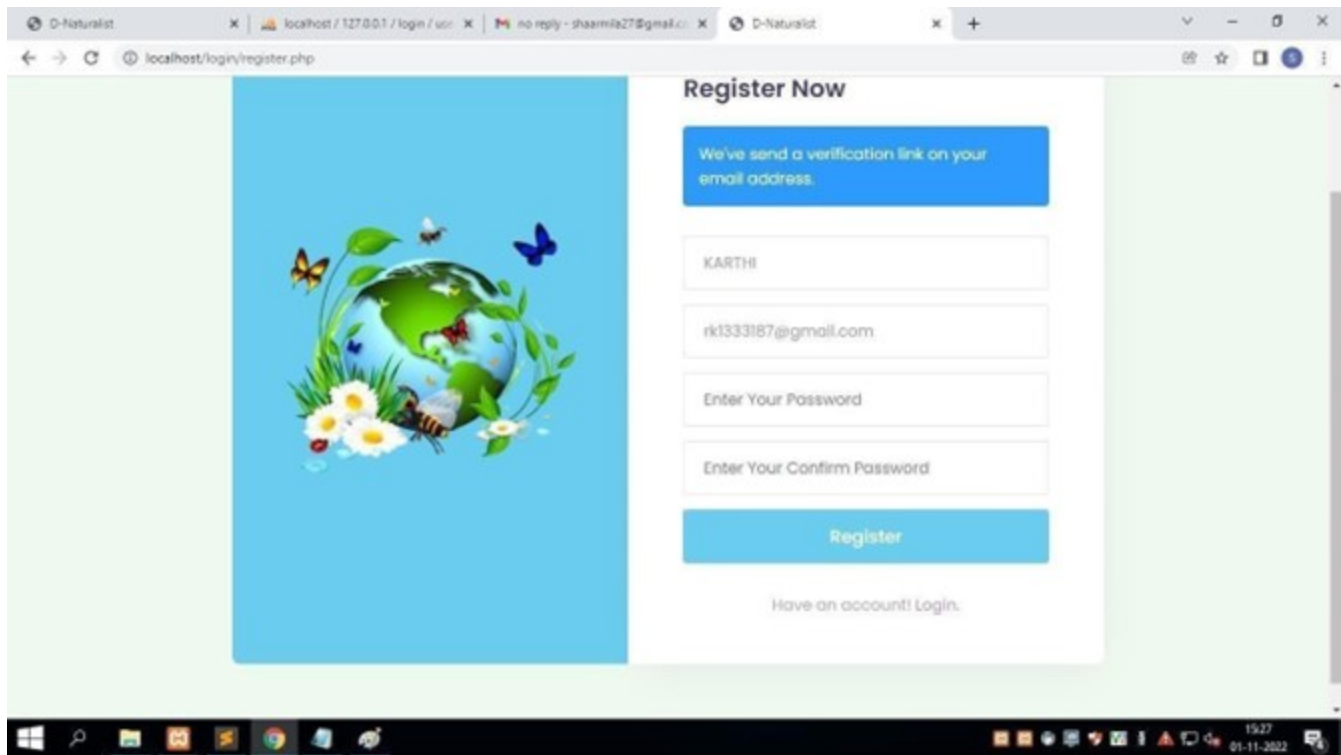 D-Naturalist
localhost / 127.0.0.1 / login / use
no reply - shaarmila27@gmail.co
D-Naturalist
localhost/login/register.php
S
Register Now
We've send a verification link on your
email address.
KARTHI
rk1333187@gmail.com
Enter Your Password
Enter Your Confirm Password
Register
Have an account! Login.
15:27
01-11-2022